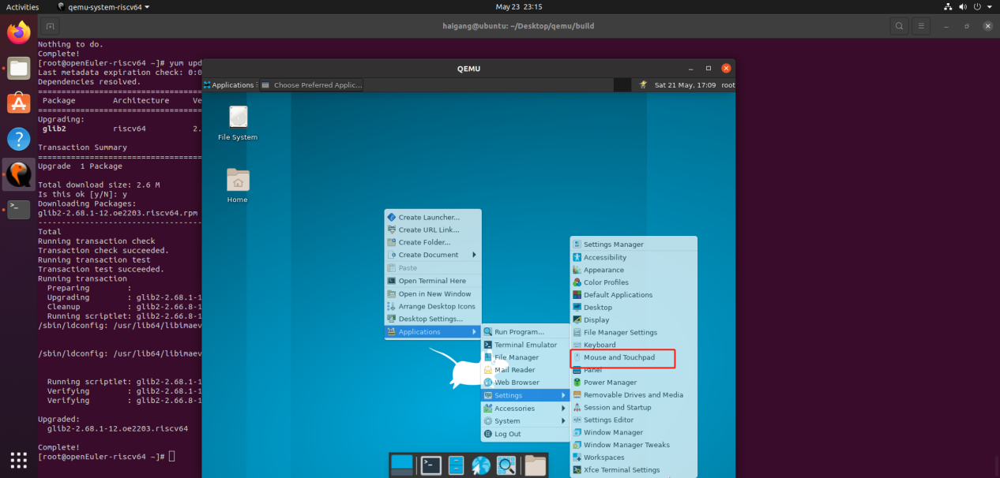 Activities
qemu-system-riscv64
May 23 23:15
haigang@ubuntu: ~/Desktop/qemu/build
Nothing to do.
Complete!
[root@openEuler-riscv64 ~]# yum upd
Last metadata expiration check: 0:0
Dependencies resolved.
================================
Package Architecture Ve
================================
Upgrading:
glib2 riscv64 2.
Transaction Summary
================================
Upgrade 1 Package
Total download size: 2.6 M
Is this ok [y/N]: y
Downloading Packages:
glib2-2.68.1-12.oe2203.riscv64.rpm
--------------------------------
Total
Running transaction check
Transaction check succeeded.
Running transaction test
Transaction test succeeded.
Running transaction
Preparing :
Upgrading : glib2-2.68.1-1
Cleanup : glib2-2.66.8-1
Running scriptlet: glib2-2.66.8-1
/sbin/ldconfig: /usr/lib64/libimaev
/sbin/ldconfig: /usr/lib64/libimaev
Running scriptlet: glib2-2.68.1-1
Verifying : glib2-2.68.1-1
Verifying : glib2-2.66.8-1
Upgraded:
glib2-2.68.1-12.oe2203.riscv64
Complete!
[root@openEuler-riscv64 ~]#
QEMU
Applications
Choose Preferred Applic...
Sat 21 May, 17:09
root
File System
Home
Create Launcher...
Create URL Link...
Create Folder...
Create Document
Paste
Open Terminal Here
Open in New Window
Arrange Desktop Icons
Desktop Settings...
Applications
Run Program...
Terminal Emulator
File Manager
Mail Reader
Web Browser
Settings
Accessories
System
Log Out
Settings Manager
Accessibility
Appearance
Color Profiles
Default Applications
Desktop
Display
File Manager Settings
Keyboard
Mouse and Touchpad
Panel
Power Manager
Removable Drives and Media
Session and Startup
Settings Editor
Window Manager
Window Manager Tweaks
Workspaces
Xfce Terminal Settings